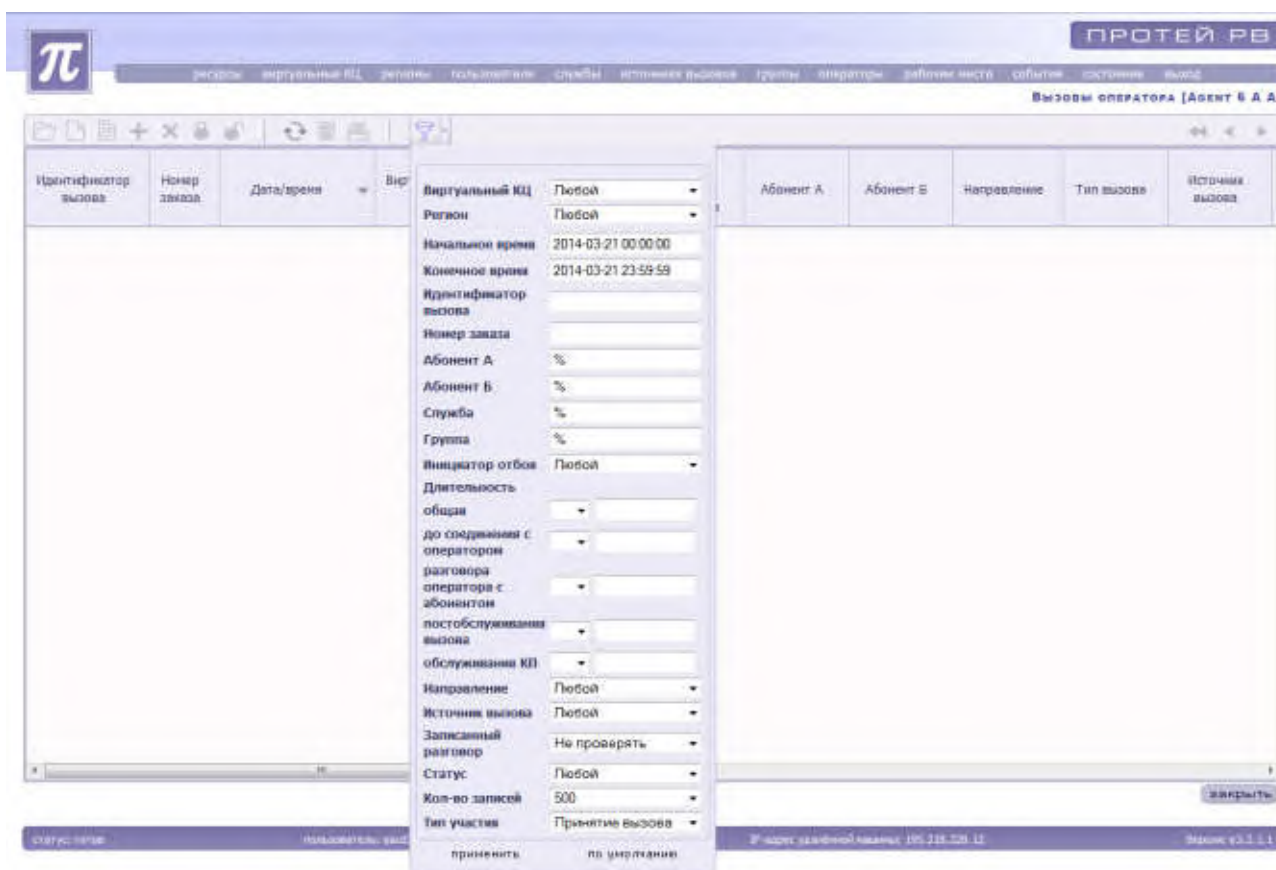 π
ПРОТЕЙ РВ
ресурсы виртуальные КЦ регионы пользователи службы источники вызовов группы операторы рабочие места события состояние выход
Вызовы оператора [Агент 6 А А
Идентификатор вызова
Номер заказа
Дата/время
Вирт
Абонент А
Абонент Б
Направление
Тип вызова
Источник вызова
Виртуальный КЦ Любой
Регион Любой
Начальное время 2014-03-21 00:00:00
Конечное время 2014-03-21 23:59:59
Идентификатор вызова
Номер заказа
Абонент А %
Абонент Б %
Служба %
Группа %
Инициатор отбоя Любой
Длительность
общая
до соединения с оператором
разговора оператора с абонентом
постобслуживания вызова
обслуживания КП
Направление Любой
Источник вызова Любой
Записанный разговор Не проверять
Статус Любой
Кол-во записей 500
Тип участия Принятие вызова
применить по умолчанию
закрыть
статус: готов
пользователь:
IP-адрес удалённой машины: